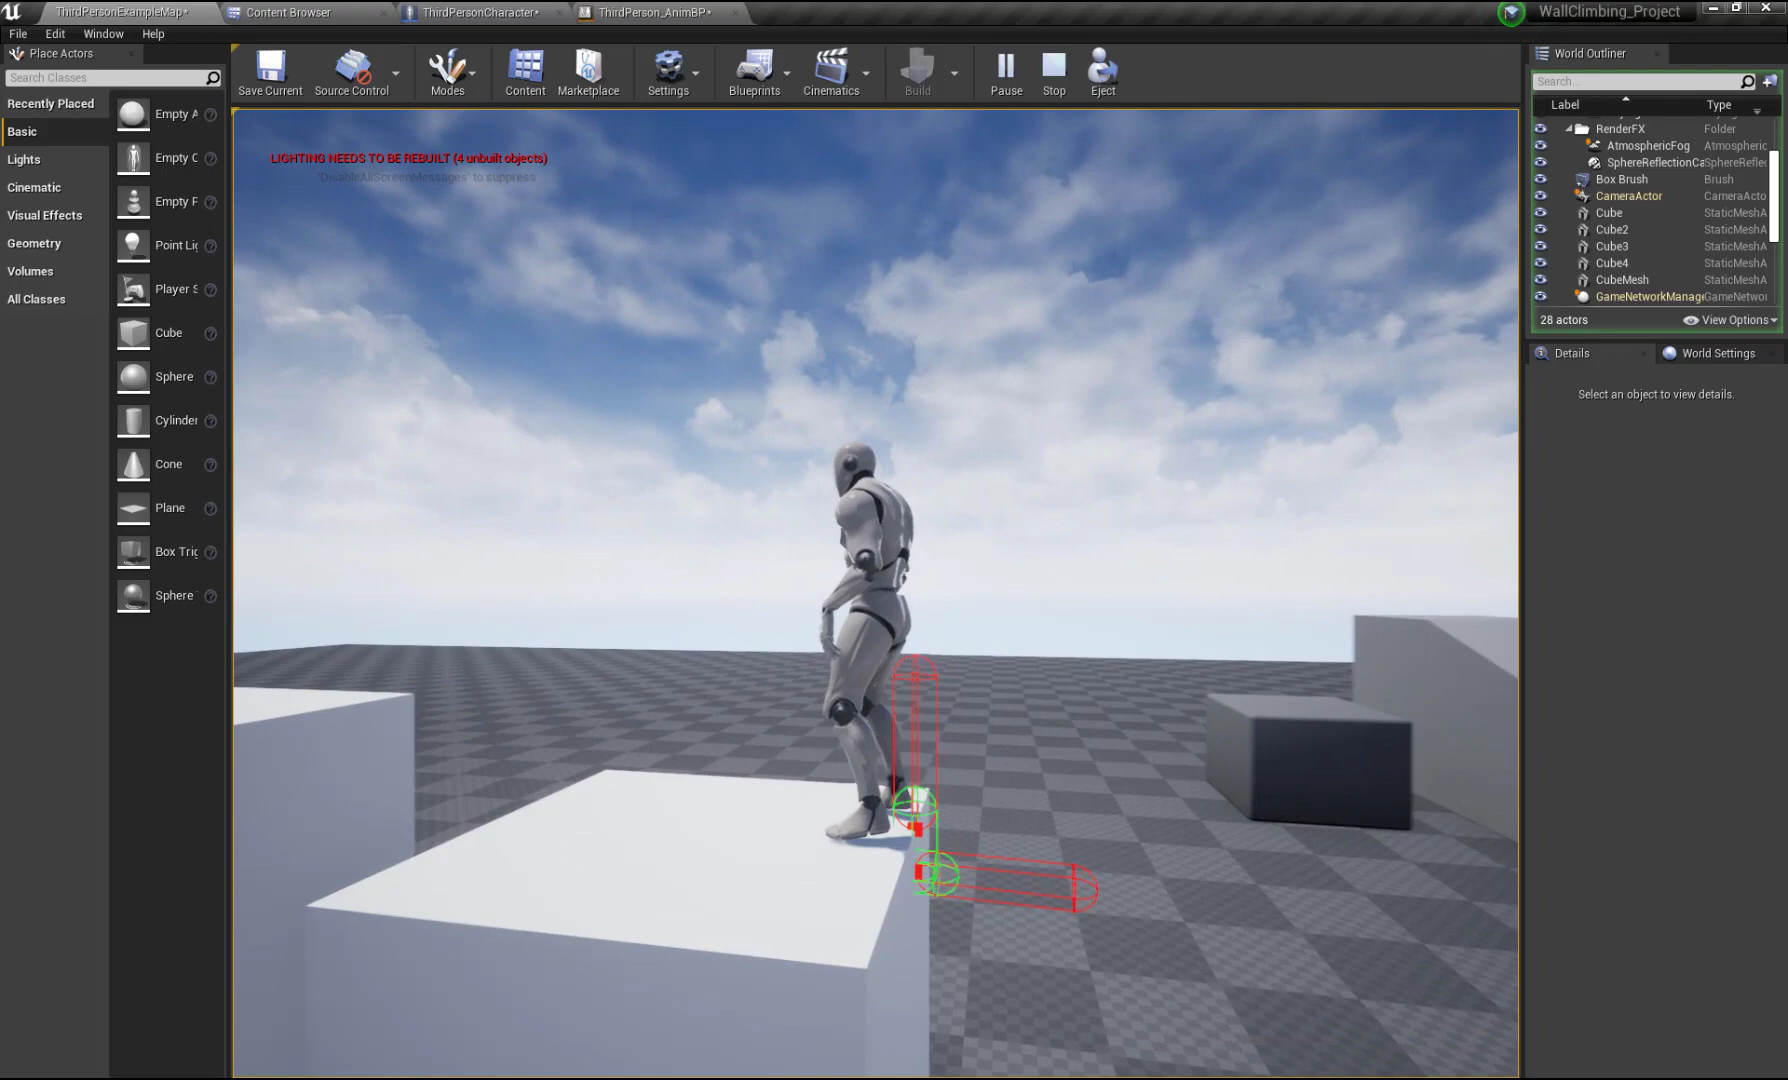 ThirdPersonExampleMap*
Content Browser
ThirdPersonCharacter*
ThirdPerson_AnimBP*
WallClimbing_Project
File
Edit
Window
Help
Place Actors
Search Classes
Recently Placed
Basic
Lights
Cinematic
Visual Effects
Geometry
Volumes
All Classes
Empty A
Empty C
Empty F
Point Lig
Player S
Cube
Sphere
Cylinder
Cone
Plane
Box Trig
Sphere
Save Current
Source Control
Modes
Content
Marketplace
Settings
Blueprints
Cinematics
Build
Pause
Stop
Eject
LIGHTING NEEDS TO BE REBUILT (4 unbuilt objects)
'DisableAllScreenMessages' to suppress
World Outliner
Search...
Label
Type
RenderFX
Folder
AtmosphericFog
Atmospheric
SphereReflectionCa
SphereReflec
Box Brush
Brush
CameraActor
CameraActo
Cube
StaticMeshA
Cube2
StaticMeshA
Cube3
StaticMeshA
Cube4
StaticMeshA
CubeMesh
StaticMeshA
GameNetworkManage
GameNetwor
28 actors
View Options
Details
World Settings
Select an object to view details.